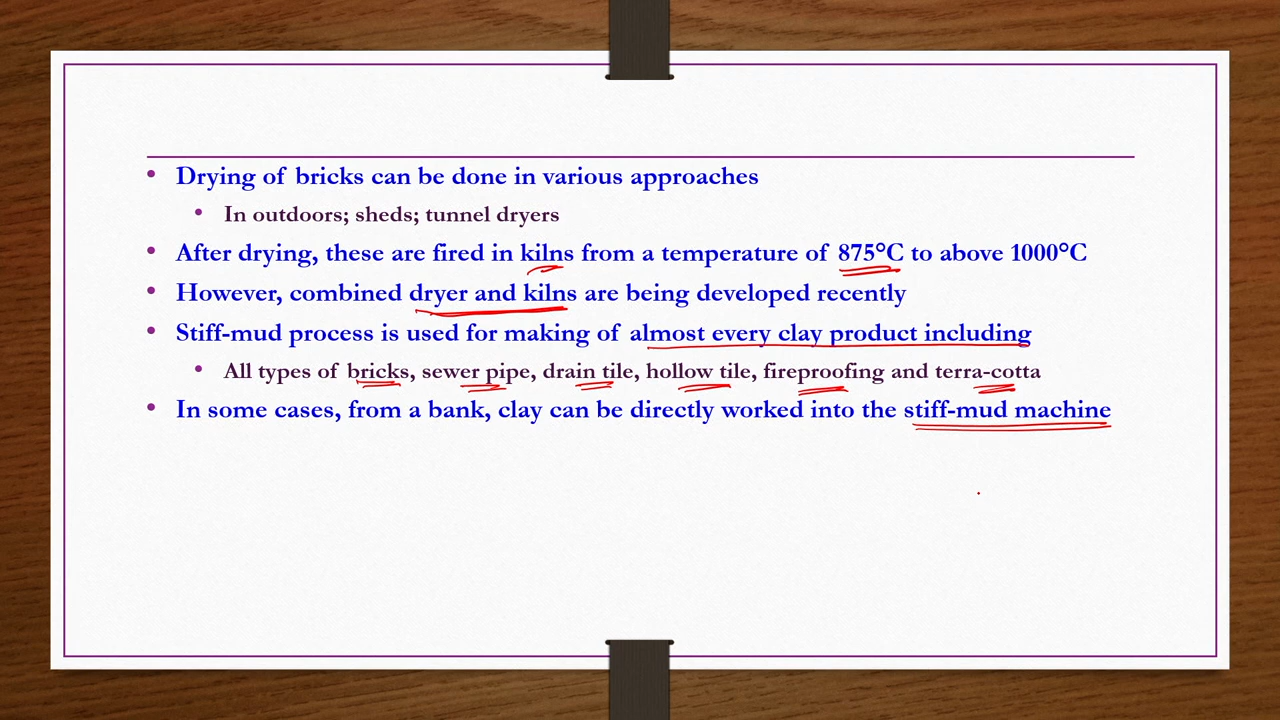 Drying of bricks can be done in various approaches
In outdoors; sheds; tunnel dryers
After drying, these are fired in kilns from a temperature of 875°C to above 1000°C
However, combined dryer and kilns are being developed recently
Stiff-mud process is used for making of almost every clay product including
All types of bricks, sewer pipe, drain tile, hollow tile, fireproofing and terra-cotta
In some cases, from a bank, clay can be directly worked into the stiff-mud machine